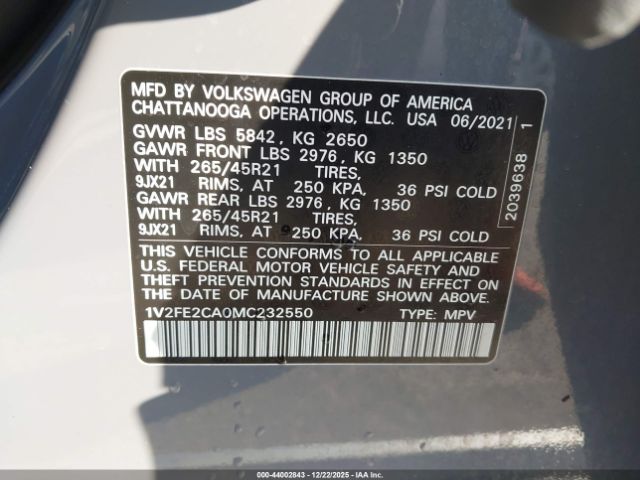 MFD BY VOLKSWAGEN GROUP OF AMERICA
CHATTANOOGA OPERATIONS, LLC. USA 06/2021
GVWR LBS 5842, KG 2650
GAWR FRONT LBS 2976, KG 1350
WITH 265/45R21 TIRES,
9JX21 RIMS, AT 250 KPA, 36 PSI COLD
GAWR REAR LBS 2976, KG 1350
WITH 265/45R21 TIRES,
9JX21 RIMS, AT 250 KPA, 36 PSI COLD
THIS VEHICLE CONFORMS TO ALL APPLICABLE
U.S. FEDERAL MOTOR VEHICLE SAFETY AND
THEFT PREVENTION STANDARDS IN EFFECT ON
THE DATE OF MANUFACTURE SHOWN ABOVE.
1V2FE2CA0MC232550 TYPE: MPV
2039638 1
000-44002843 - 12/22/2025 - COPYRIGHT © IAA, LLC